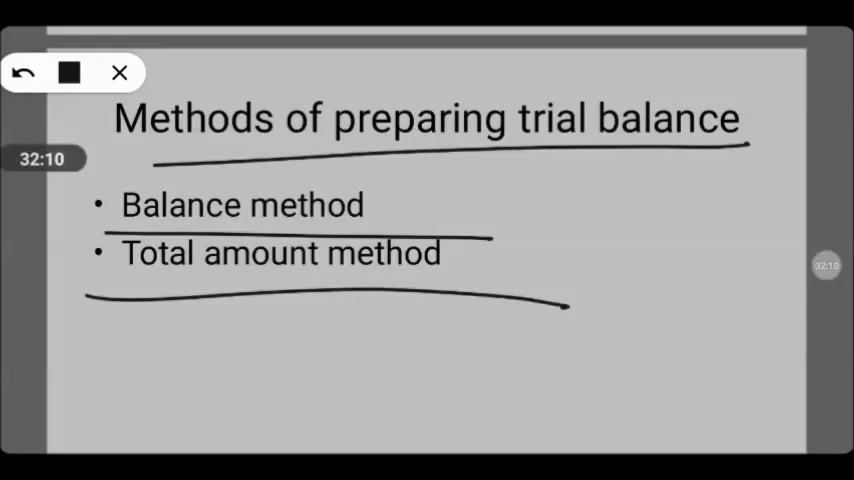 Methods of preparing trial balance
32:10
• Balance method
• Total amount method
32:10